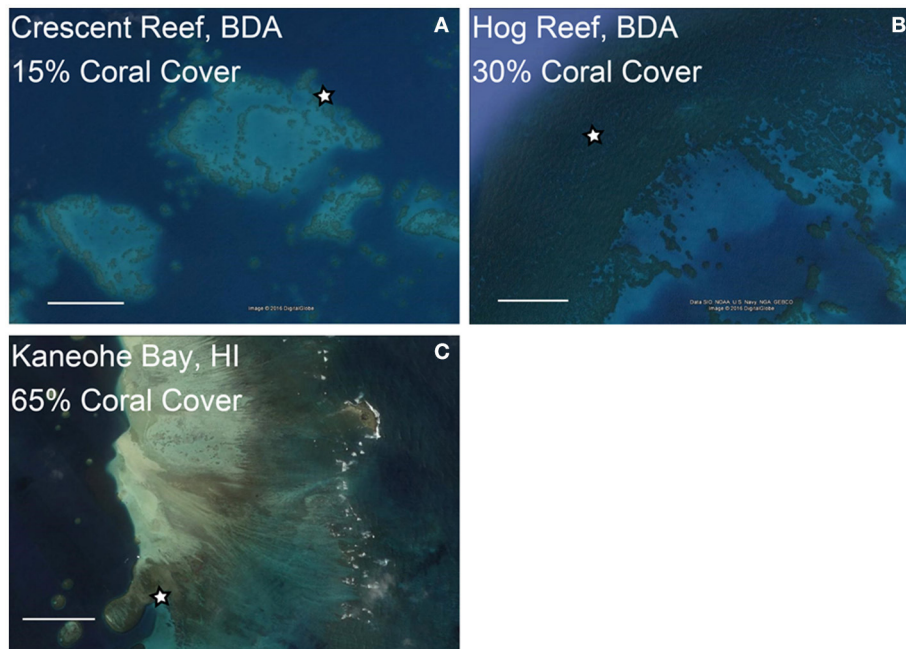 Crescent Reef, BDA
15% Coral Cover
A
Image © 2016 DigitalGlobe
Hog Reef, BDA
30% Coral Cover
B
Data SIO, NOAA, U.S. Navy, NGA, GEBCO
Image © 2016 DigitalGlobe
Kaneohe Bay, HI
65% Coral Cover
C